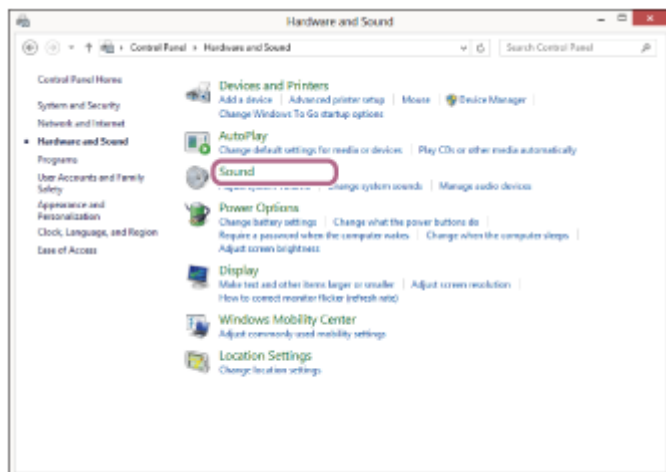 Hardware and Sound
Control Panel › Hardware and Sound
Search Control Panel
Control Panel Home
System and Security
Network and Internet
Hardware and Sound
Programs
User Accounts and Family
Safety
Appearance and
Personalization
Clock, Language, and Region
Ease of Access
Devices and Printers
Add a device | Advanced printer setup | Mouse | Device Manager
Change Windows To Go startup options
AutoPlay
Change default settings for media or devices | Play CDs or other media automatically
Sound
Change system sounds | Manage audio devices
Power Options
Change battery settings | Change what the power buttons do
Require a password when the computer wakes | Change when the computer sleeps
Adjust screen brightness
Display
Make text and other items larger or smaller | Adjust screen resolution
How to correct monitor flicker (refresh rate)
Windows Mobility Center
Adjust commonly used mobility settings
Location Settings
Change location settings